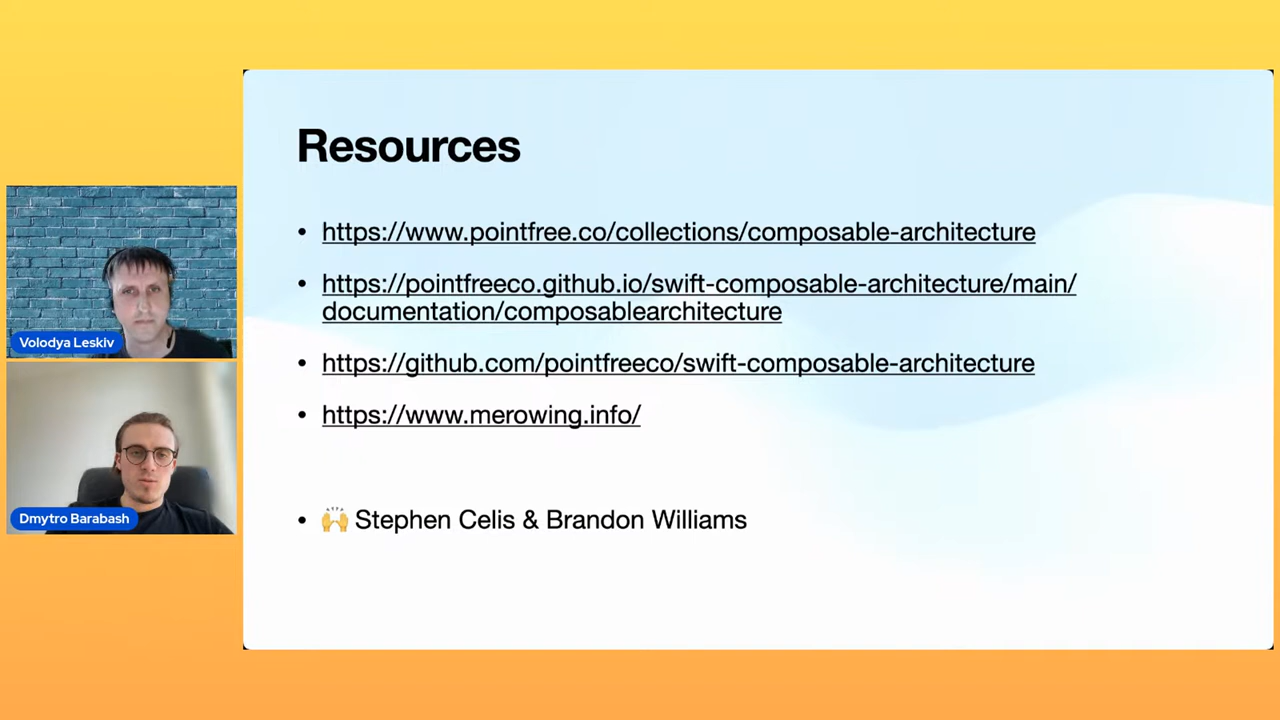 Resources
• https://www.pointfree.co/collections/composable-architecture
• https://pointfreeco.github.io/swift-composable-architecture/main/
documentation/composablearchitecture
• https://github.com/pointfreeco/swift-composable-architecture
• https://www.merowing.info/
• 🙌 Stephen Celis & Brandon Williams
Volodya Leskiv
Dmytro Barabash